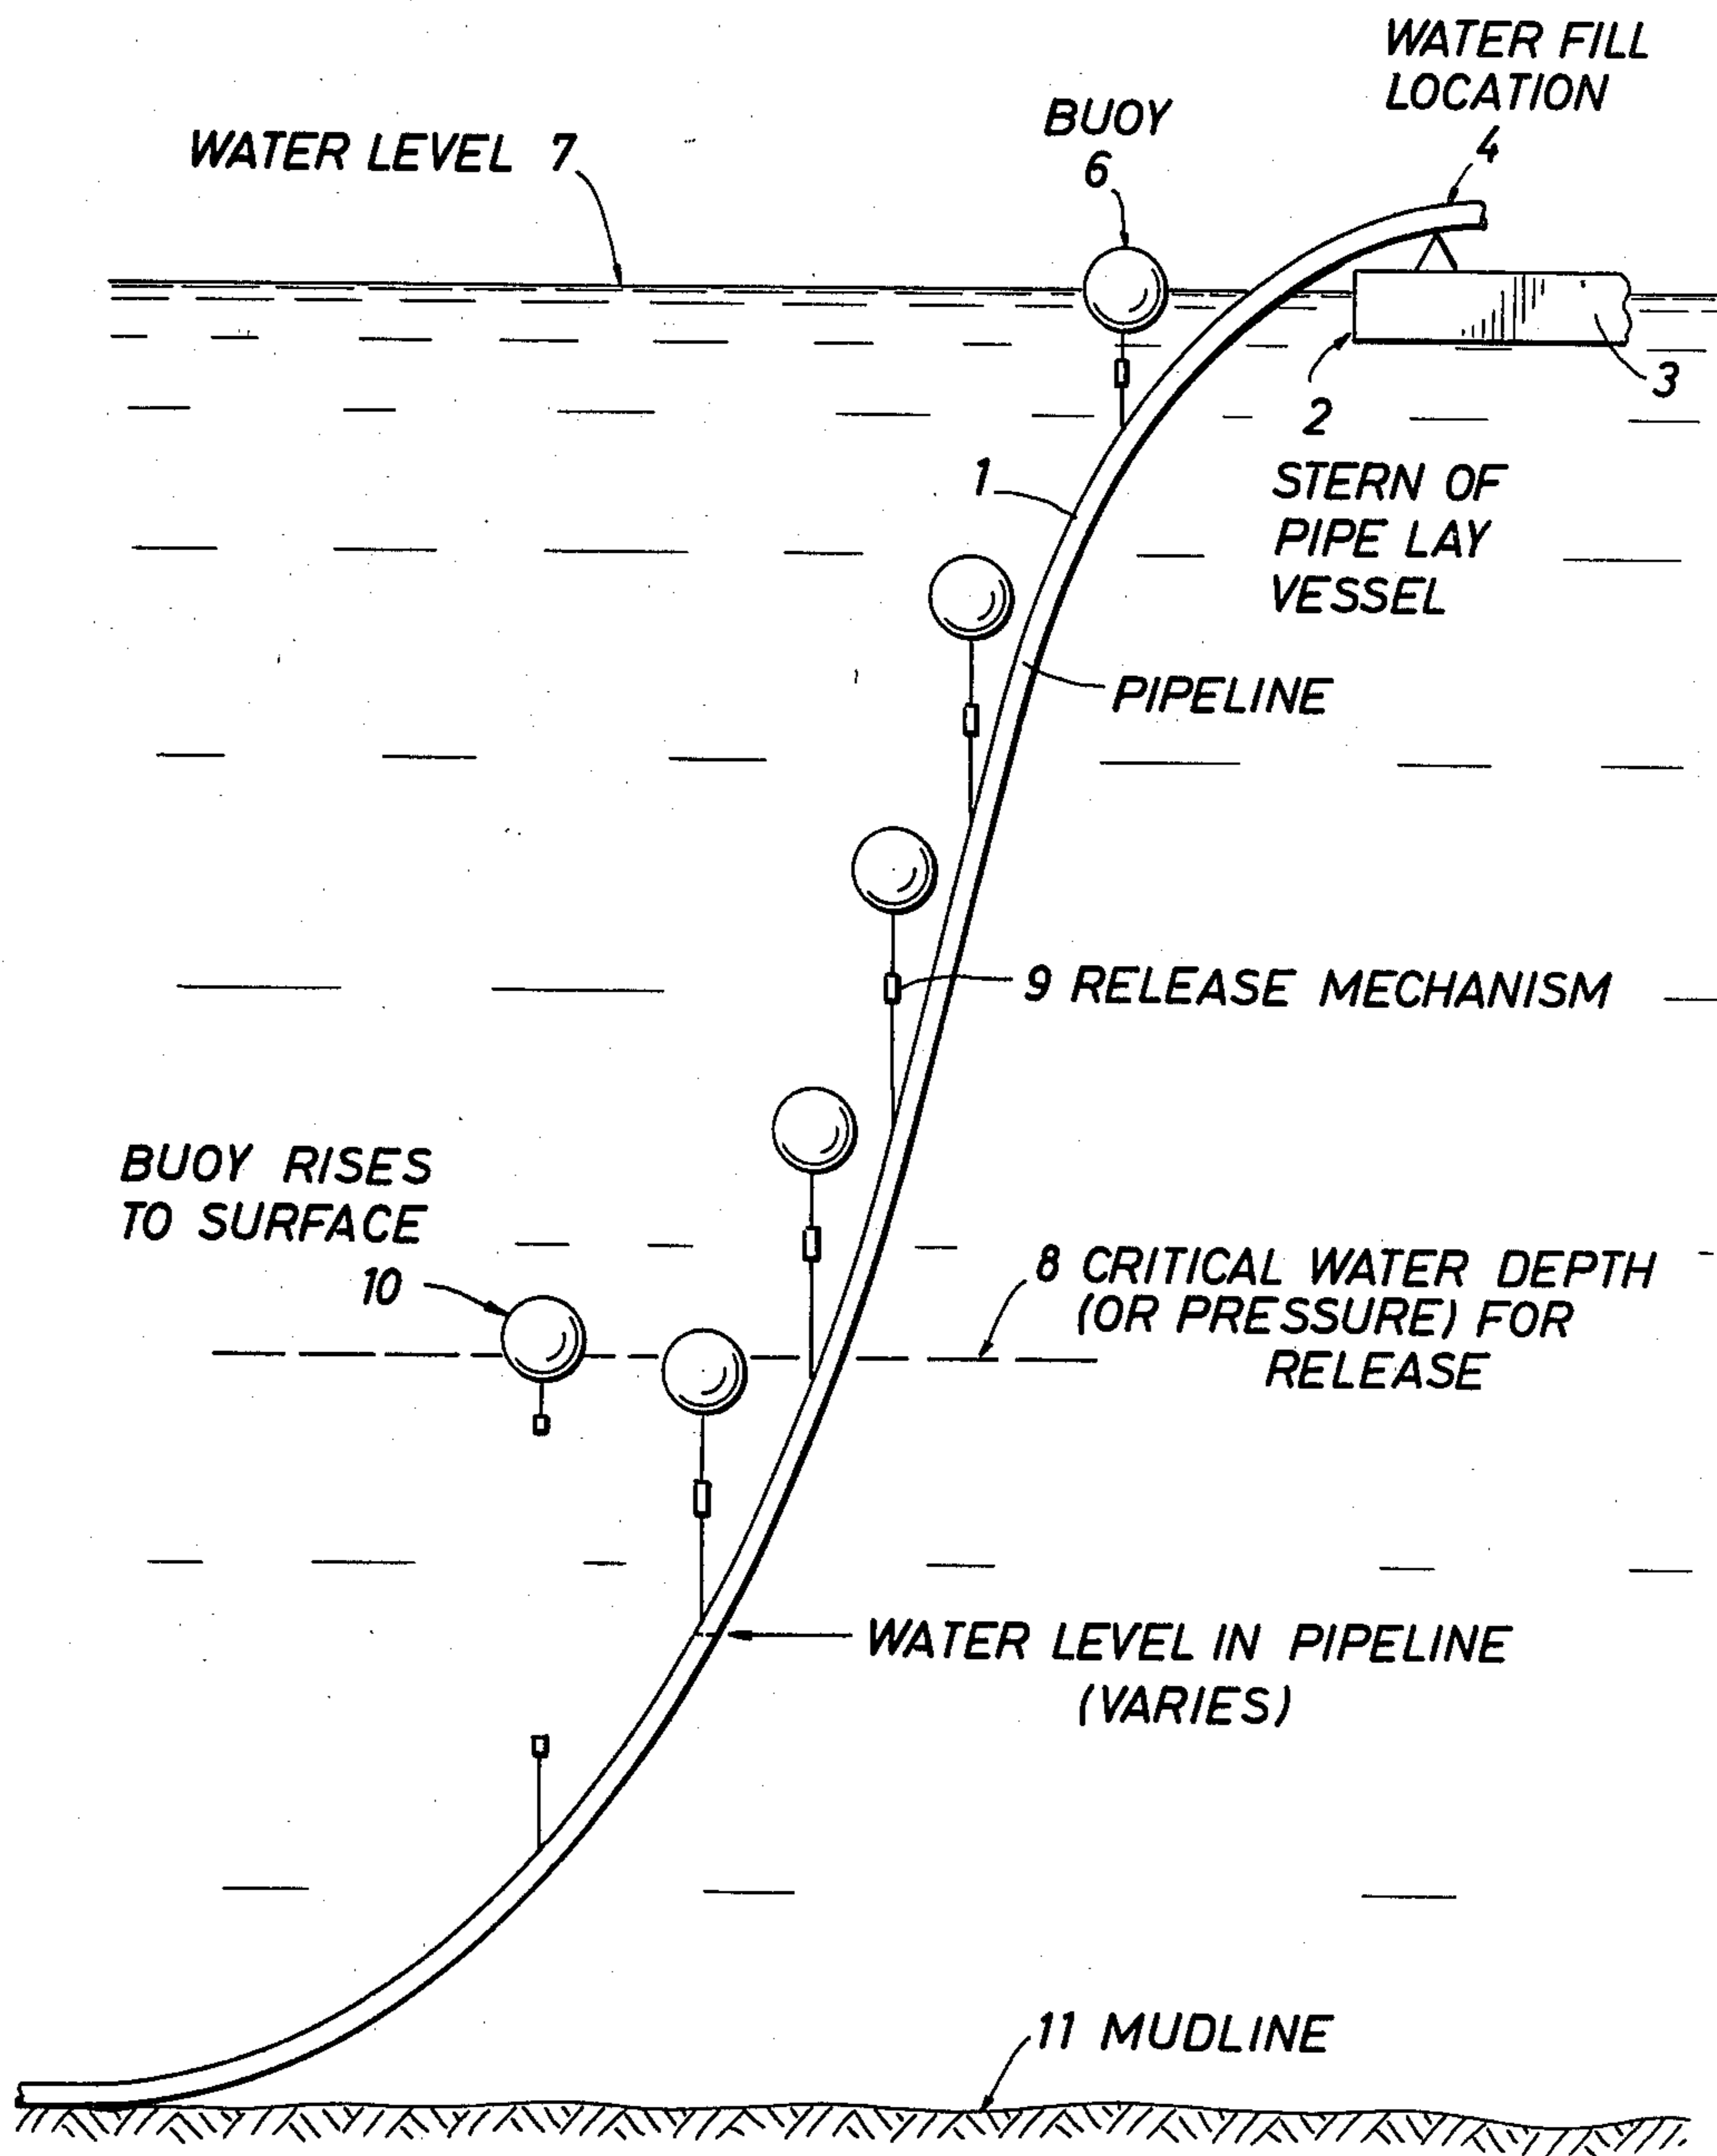 WATER FILL
LOCATION
4
BUOY
6
WATER LEVEL 7
3
2
STERN OF
PIPE LAY
VESSEL
1
PIPELINE
9 RELEASE MECHANISM
BUOY RISES
TO SURFACE
10
8 CRITICAL WATER DEPTH
(OR PRESSURE) FOR
RELEASE
WATER LEVEL IN PIPELINE
(VARIES)
11 MUDLINE